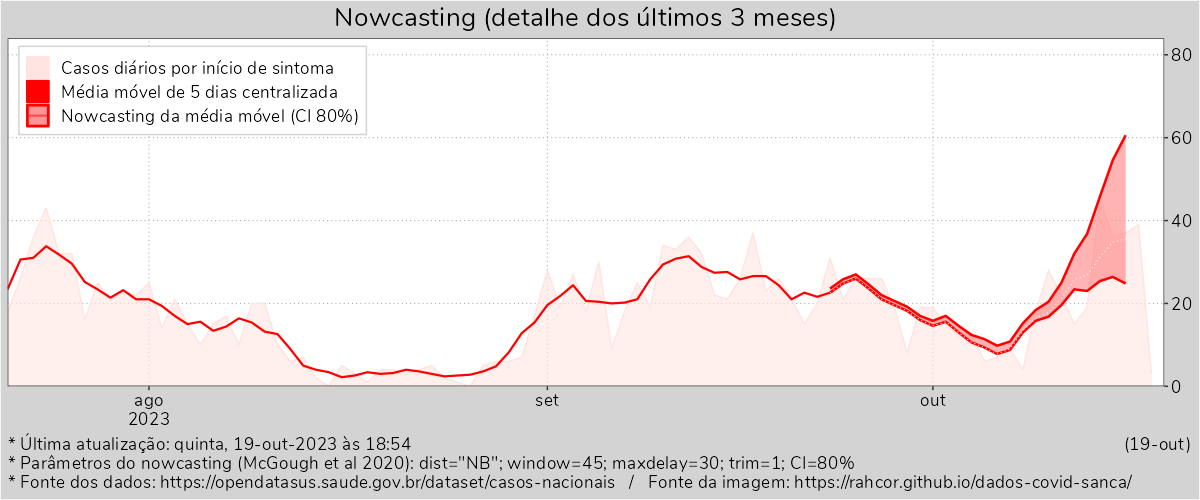 Nowcasting (detalhe dos últimos 3 meses)
Casos diários por início de sintoma
Média móvel de 5 dias centralizada
Nowcasting da média móvel (CI 80%)
80
60
40
20
0
ago
2023
set
out
* Última atualização: quinta, 19-out-2023 às 18:54
(19-out)
* Parâmetros do nowcasting (McGough et al 2020): dist="NB"; window=45; maxdelay=30; trim=1; CI=80%
* Fonte dos dados: https://opendatasus.saude.gov.br/dataset/casos-nacionais / Fonte da imagem: https://rahcor.github.io/dados-covid-sanca/